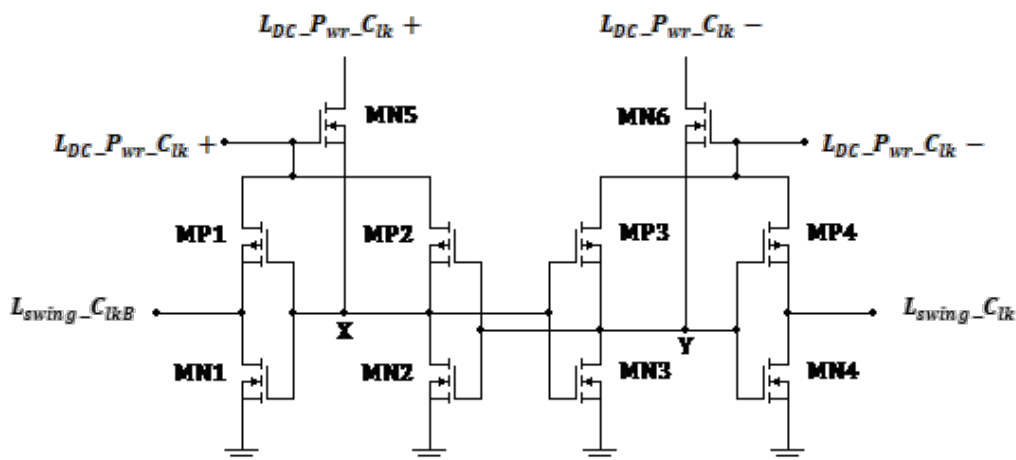 L_DC_P_wr_C_lk + L_DC_P_wr_C_lk −
MN5 MN6
L_DC_P_wr_C_lk + L_DC_P_wr_C_lk −
MP1 MP2 MP3 MP4
L_swing_C_lkB X Y L_swing_C_lk
MN1 MN2 MN3 MN4